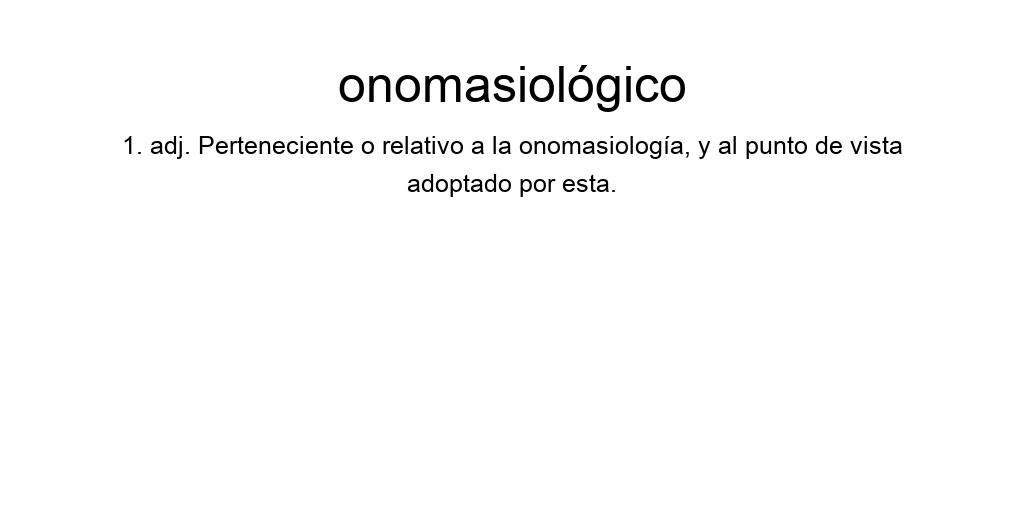 onomasiológico
1. adj. Perteneciente o relativo a la onomasiología, y al punto de vista
adoptado por esta.